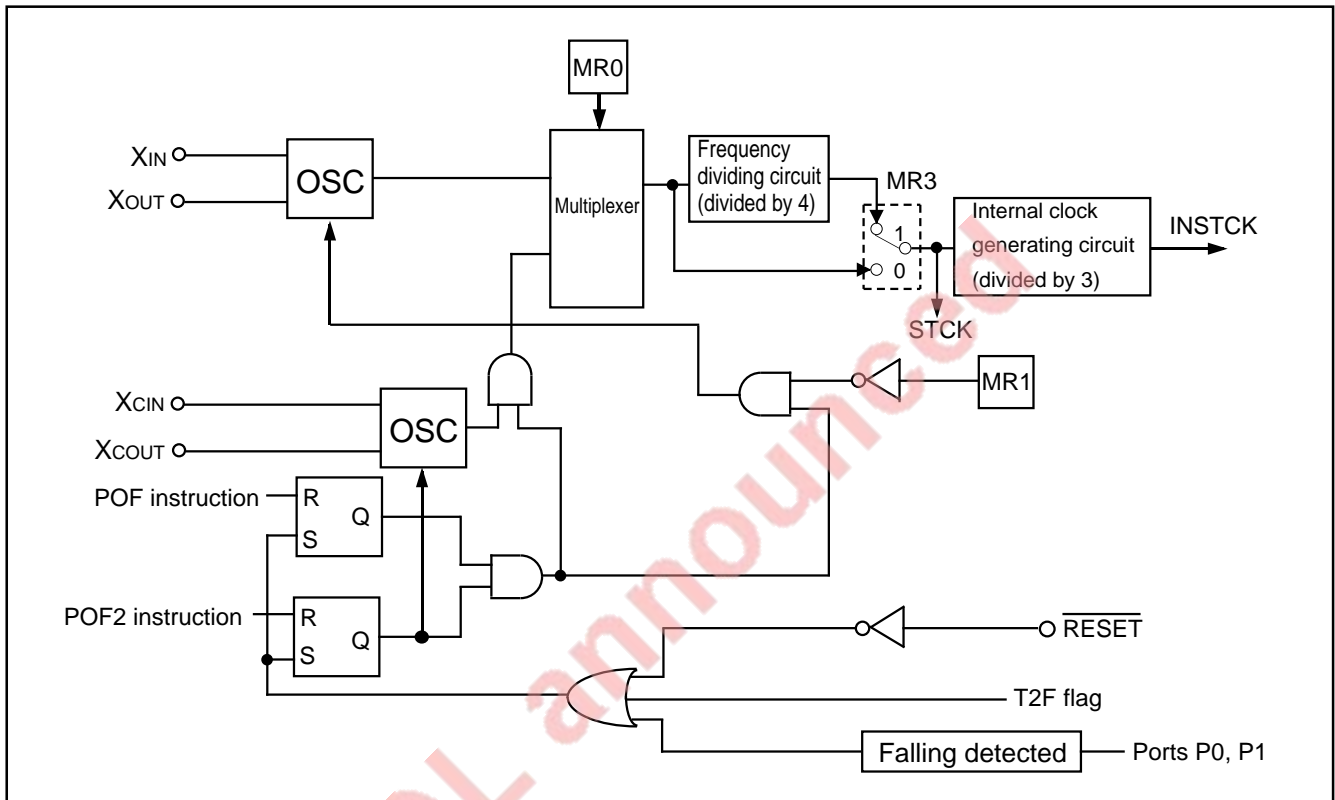 MR0
XIN
XOUT
OSC
Multiplexer
Frequency
dividing circuit
(divided by 4)
MR3
1
0
Internal clock
generating circuit
(divided by 3)
INSTCK
STCK
MR1
XCIN
XCOUT
OSC
POF instruction
R
S
Q
POF2 instruction
R
S
Q
RESET
T2F flag
Falling detected
Ports P0, P1
L announced